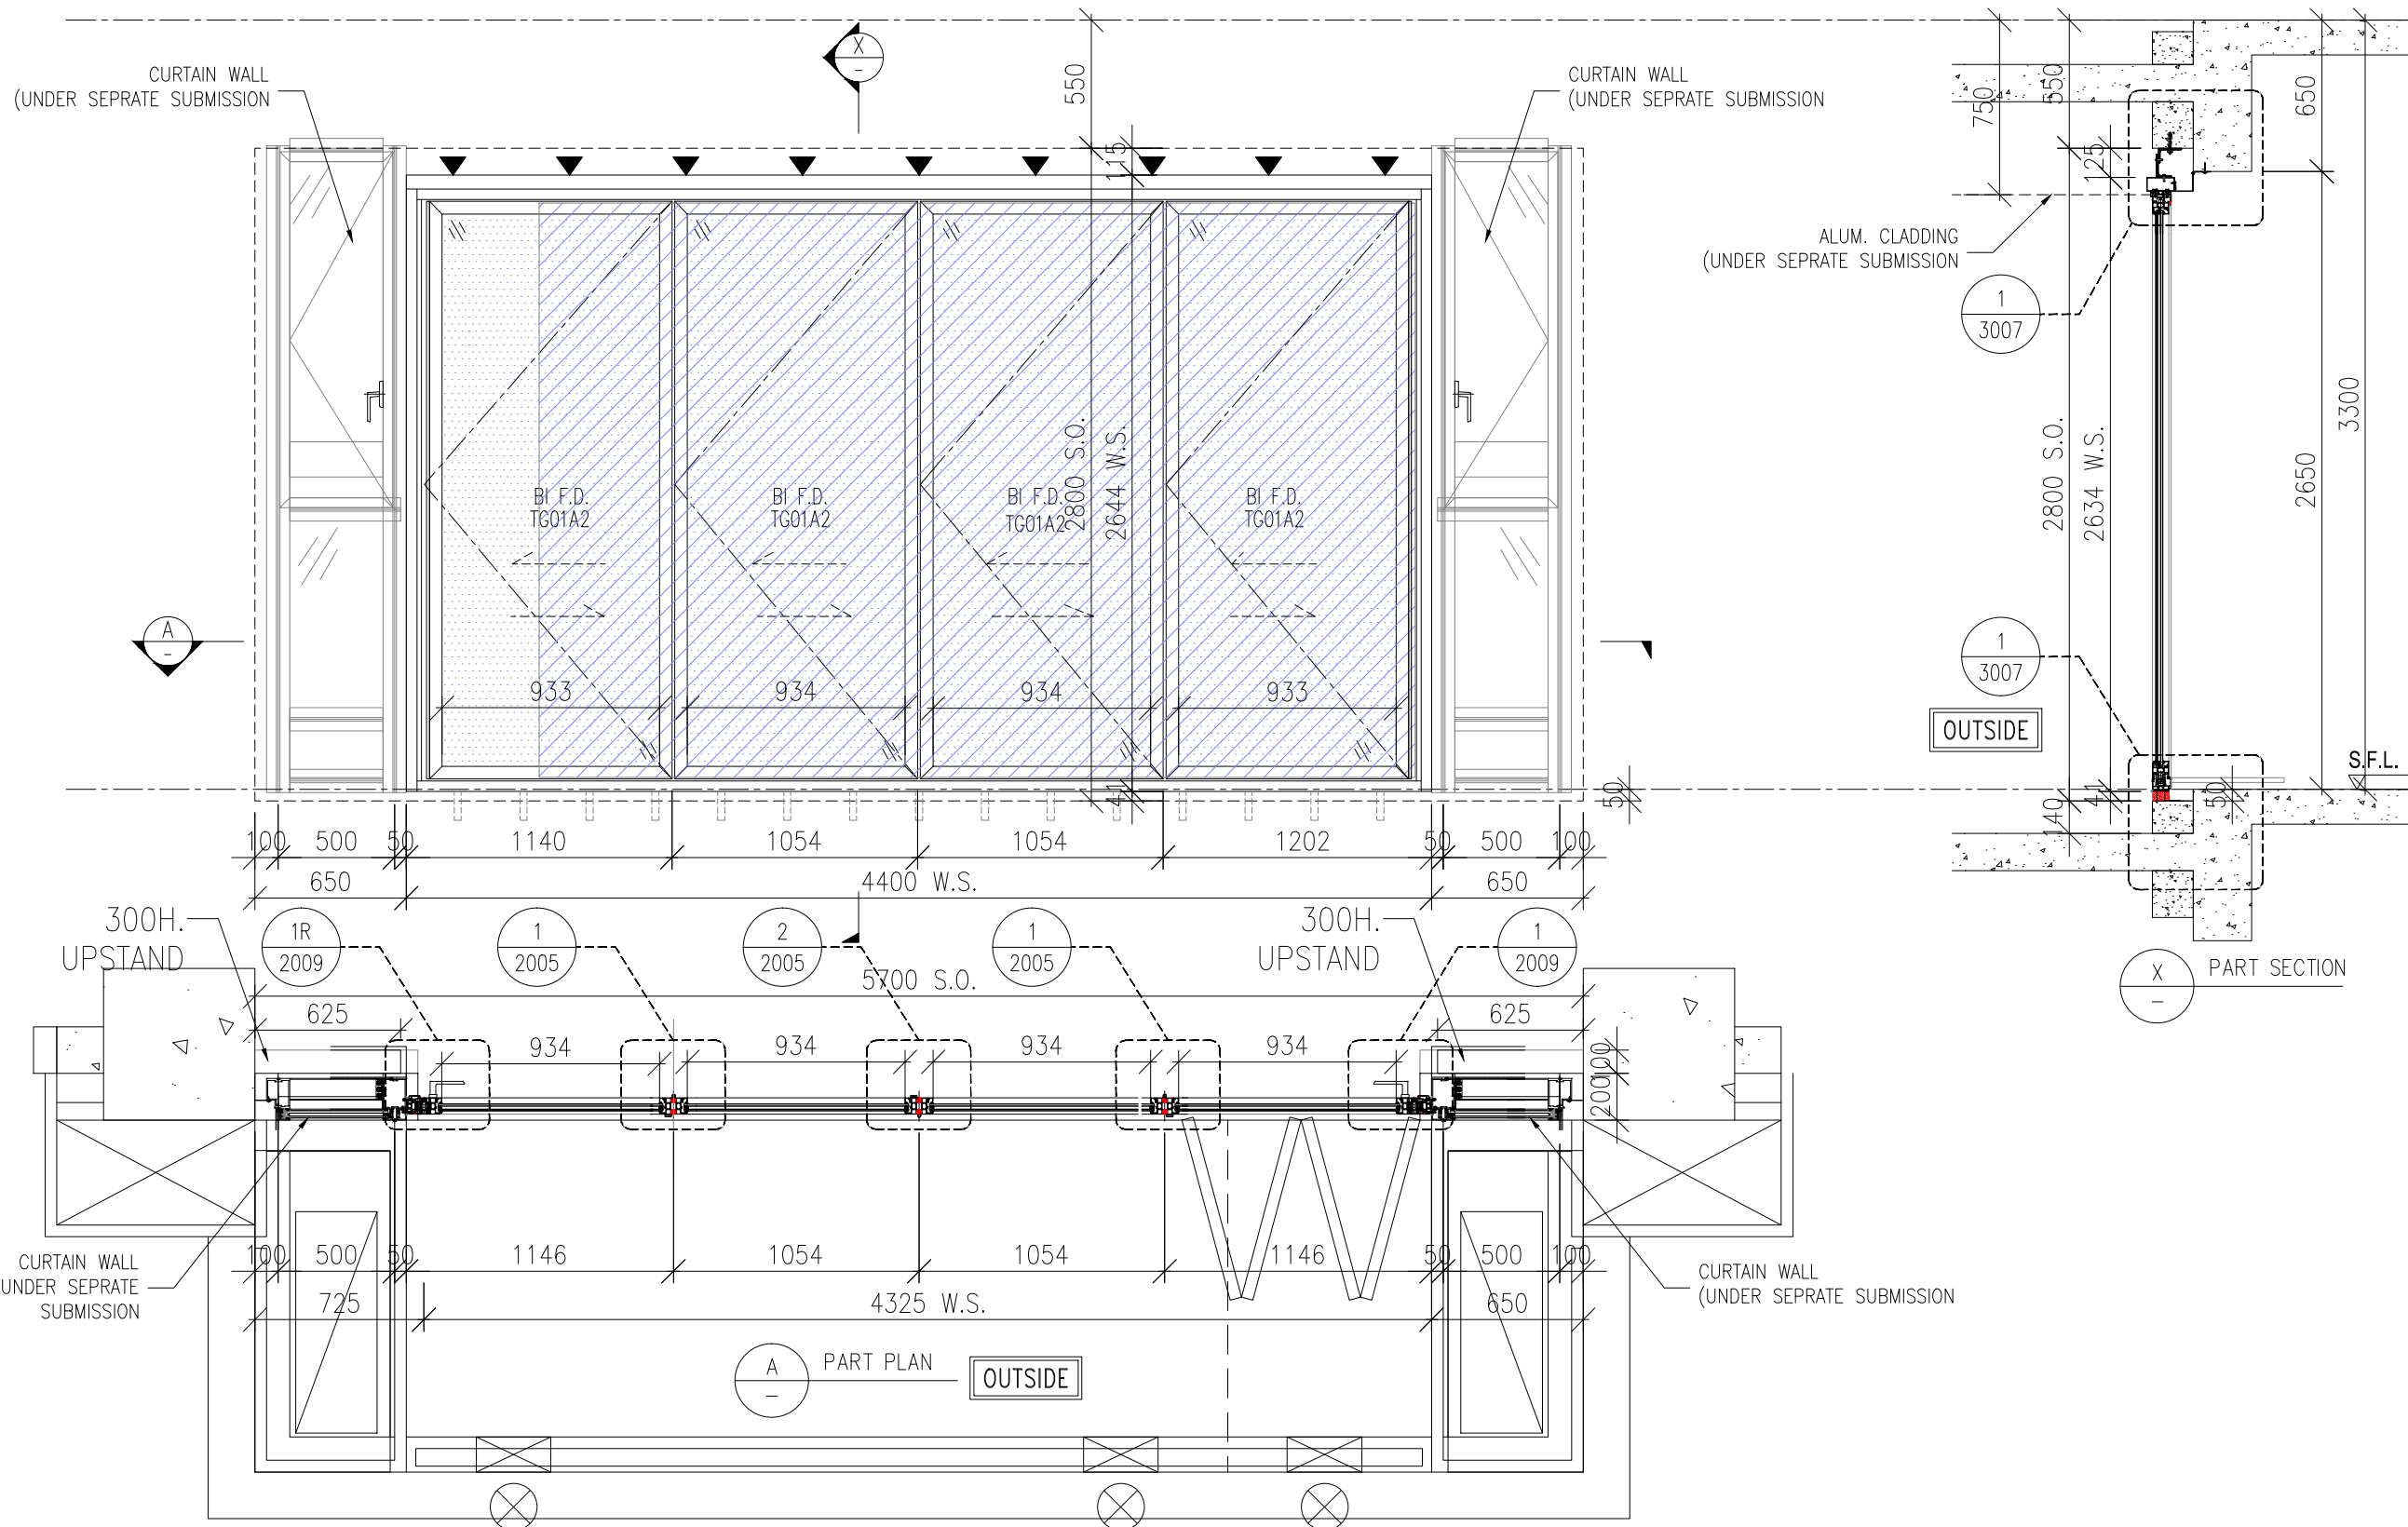 CURTAIN WALL
(UNDER SEPRATE SUBMISSION
X
-
550
115
CURTAIN WALL
(UNDER SEPRATE SUBMISSION
750
550
125
650
ALUM. CLADDING
(UNDER SEPRATE SUBMISSION
1
3007
3300
2800 S.O.
2634 W.S.
2650
2800 S.O.
2644 W.S.
BI F.D.
TG01A2
BI F.D.
TG01A2
BI F.D.
TG01A2
BI F.D.
TG01A2
A
-
1
3007
OUTSIDE
S.F.L.
933
934
934
933
41
50
140
41
50
100
500
50
1140
1054
1054
1202
50
500
100
650
4400 W.S.
650
300H.
UPSTAND
1R
2009
1
2005
2
2005
1
2005
300H.
UPSTAND
1
2009
5700 S.O.
X
-
PART SECTION
625
934
934
934
934
625
100
200
100
500
50
1146
1054
1054
1146
50
500
100
CURTAIN WALL
UNDER SEPRATE
SUBMISSION
725
4325 W.S.
650
CURTAIN WALL
(UNDER SEPRATE SUBMISSION
A
-
PART PLAN
OUTSIDE